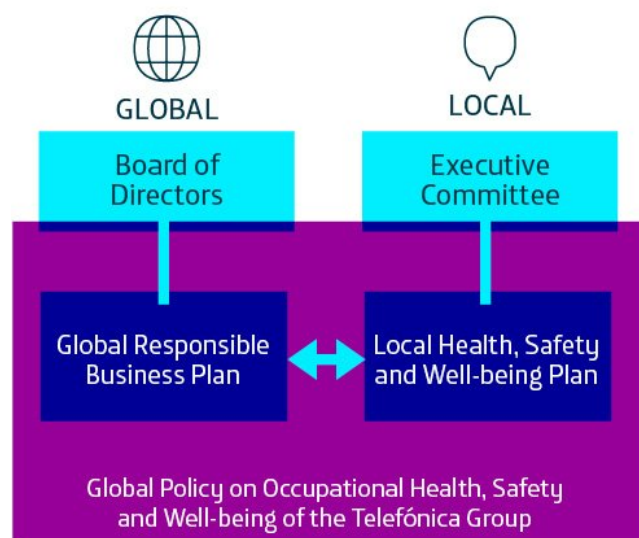 GLOBAL
LOCAL
Board of
Directors
Executive
Committee
Global Responsible
Business Plan
Local Health, Safety
and Well-being Plan
Global Policy on Occupational Health, Safety
and Well-being of the Telefónica Group